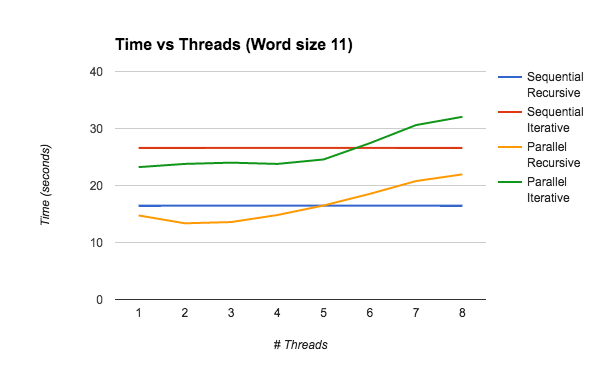 Time vs Threads (Word size 11)
40
30
20
10
0
Time (seconds)
1 2 3 4 5 6 7 8
# Threads
Sequential
Recursive
Sequential
Iterative
Parallel
Recursive
Parallel
Iterative